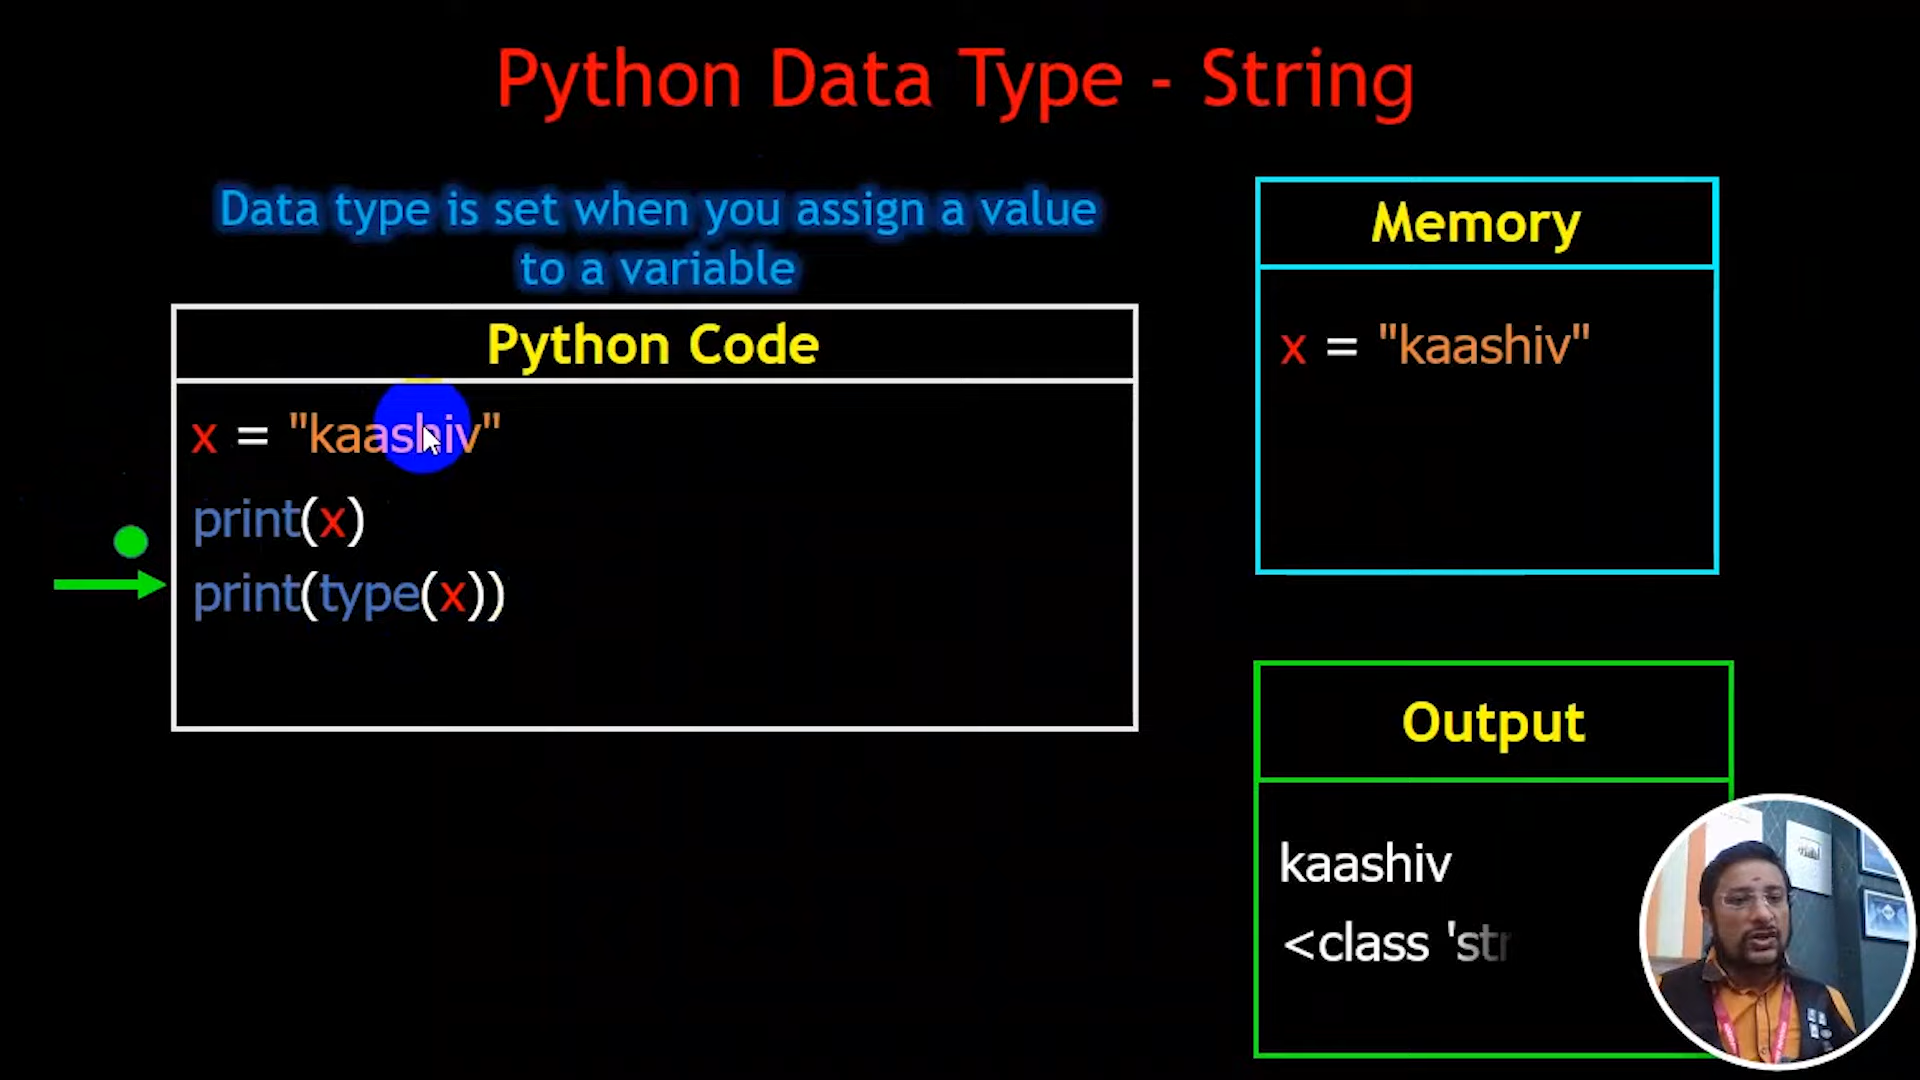 Python Data Type - String
Data type is set when you assign a value
to a variable
Python Code
x = "kaashiv"
print(x)
print(type(x))
Memory
x = "kaashiv"
Output
kaashiv
<class 'str